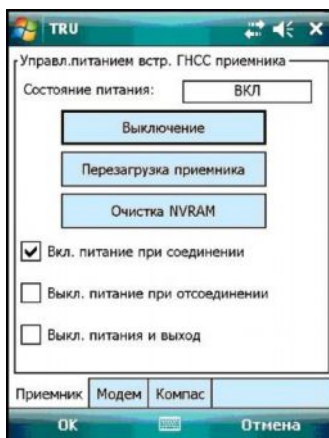 TRU
Управл.питанием встр. ГНСС приемника
Состояние питания: ВКЛ
Выключение
Перезагрузка приемника
Очистка NVRAM
Вкл. питание при соединении
Выкл. питание при отсоединении
Выкл. питания и выход
Приемник Модем Компас
OK Отмена